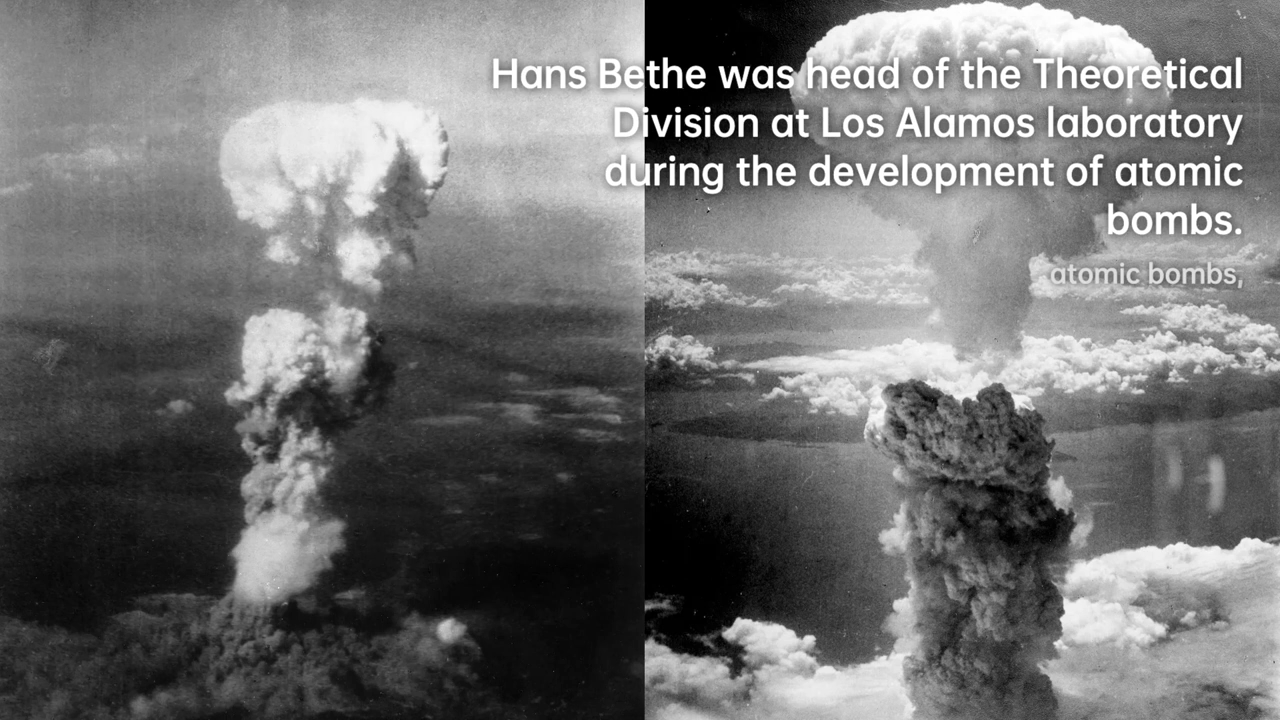 Hans Bethe was head of the Theoretical
Division at Los Alamos laboratory
during the development of atomic
bombs.
atomic bombs,